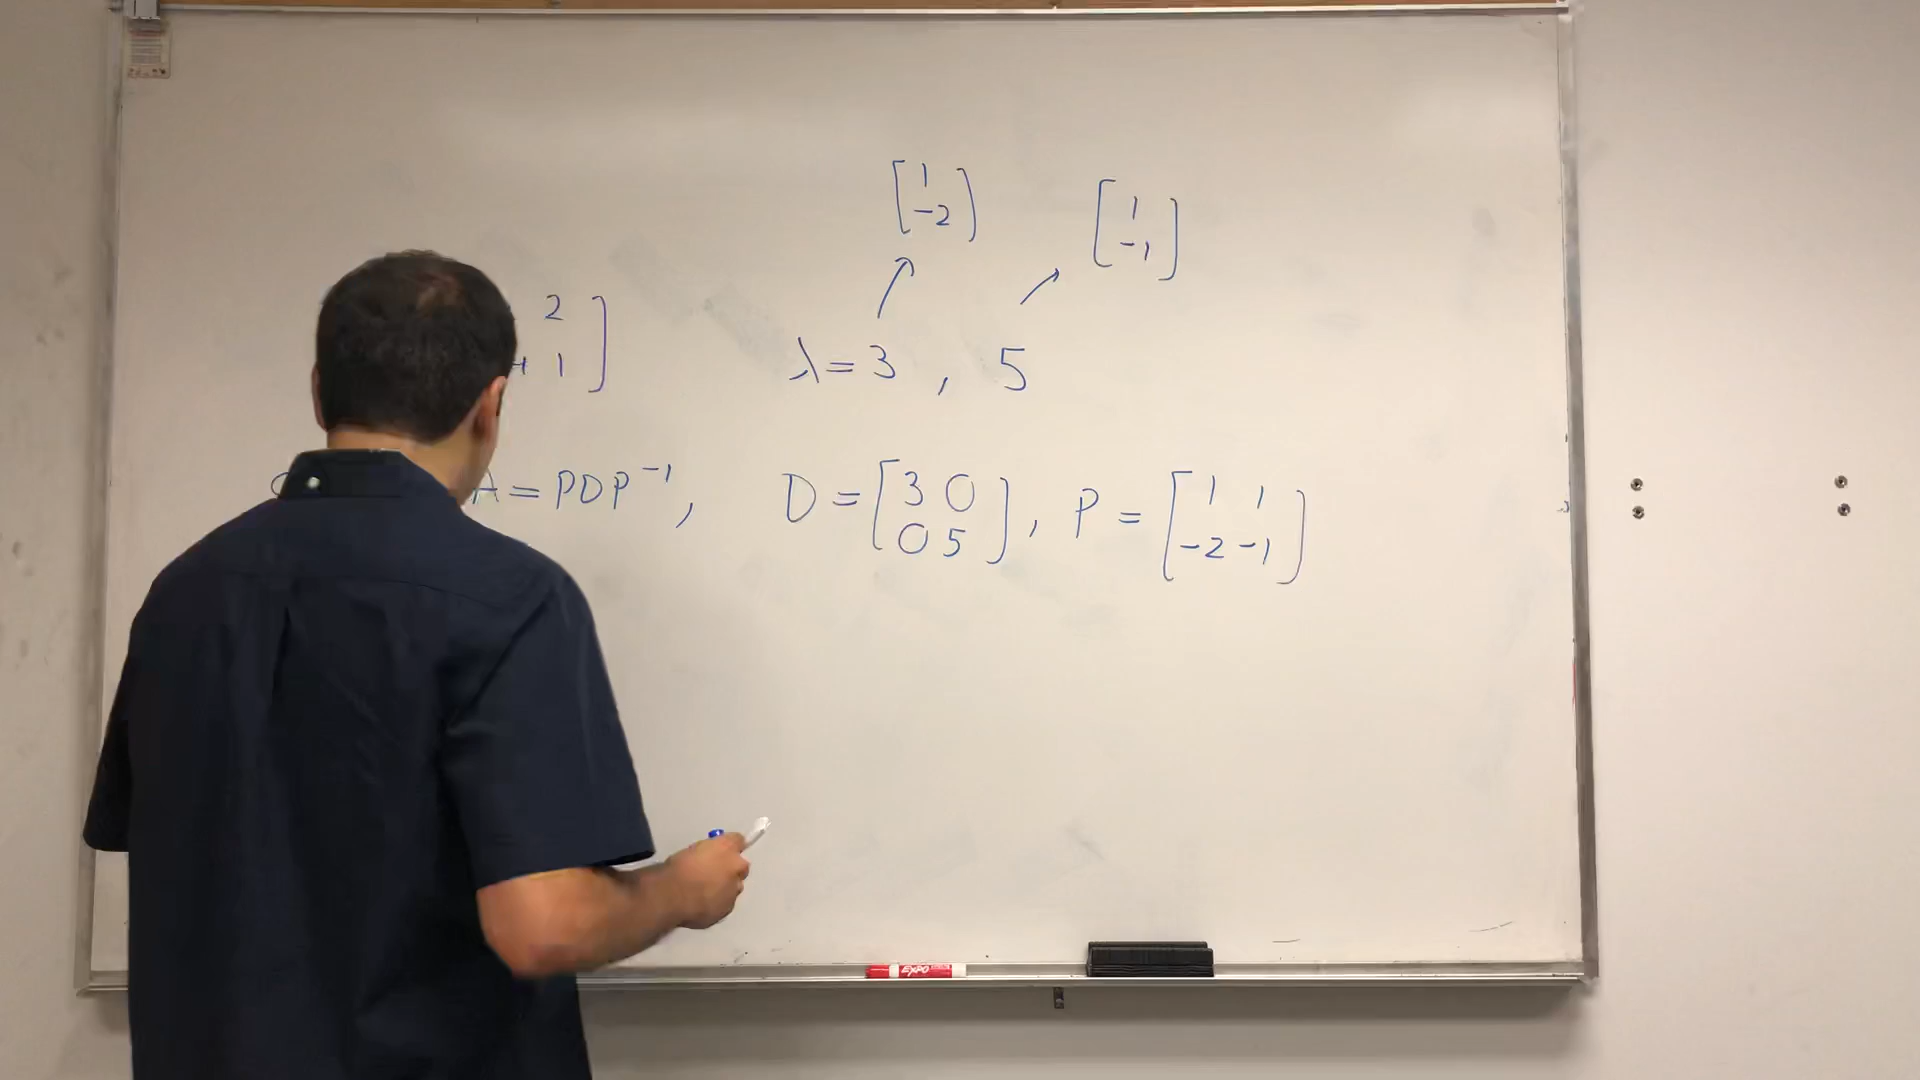 [1 -2] [1 -1]
2
1 ]
λ = 3 , 5
A = PDP⁻¹, D = [3 0 0 5], P = [1 1 -2 -1]
EXPO